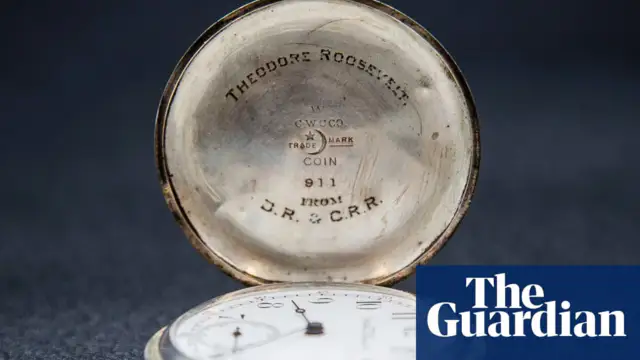 THEODORE ROOSEVELT.
C.W.C.CO.
TRADE MARK
COIN
911
FROM
D.R. & C.R.R.
The
Guardian